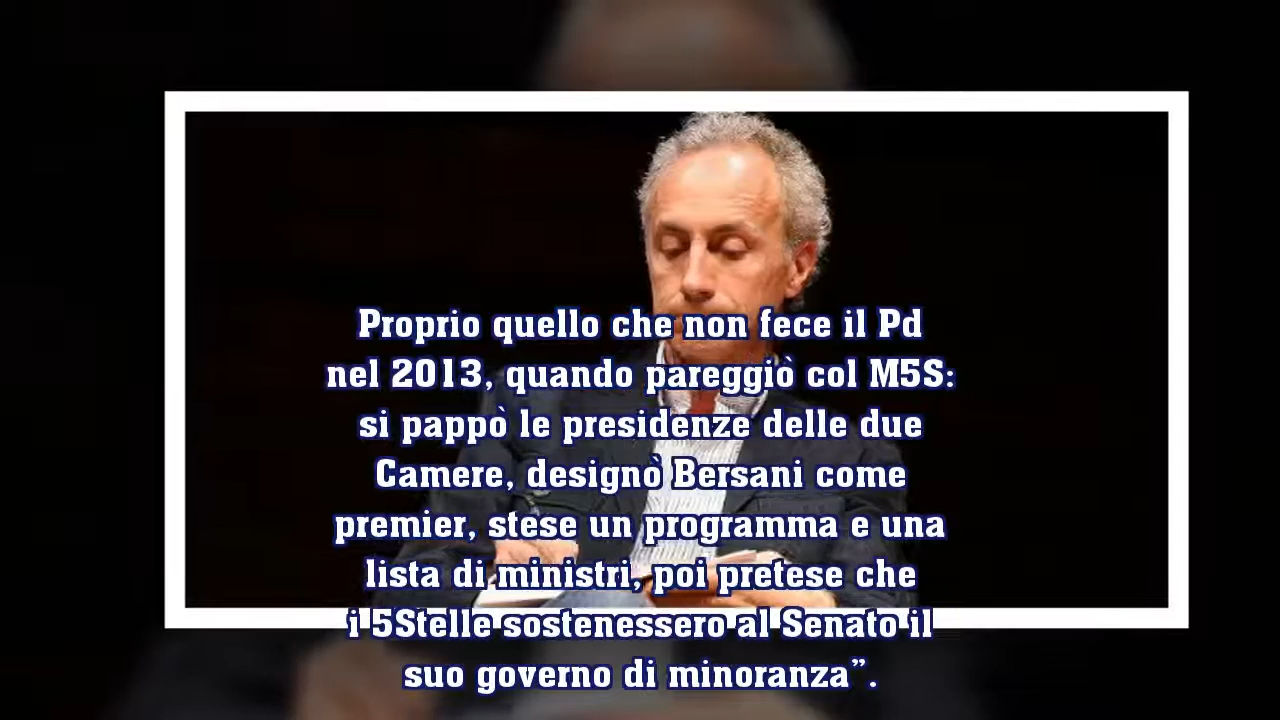 Proprio quello che non fece il Pd
nel 2013, quando pareggiò col M5S:
si pappò le presidenze delle due
Camere, designò Bersani come
premier, stese un programma e una
lista di ministri, poi pretese che
i 5Stelle sostenessero al Senato il
suo governo di minoranza”.